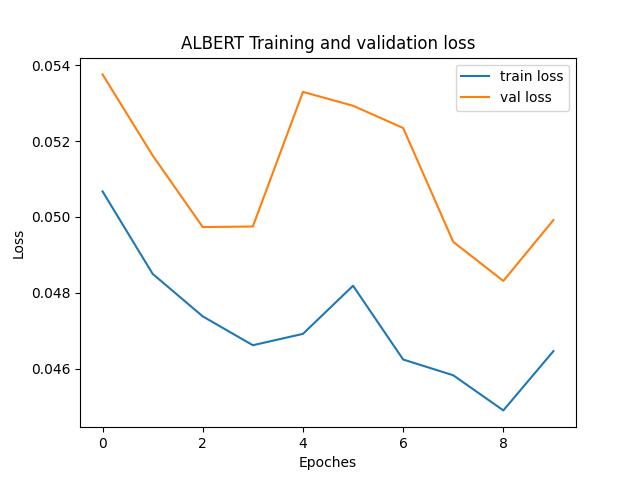 ALBERT Training and validation loss
train loss
val loss
0.054
0.052
0.050
0.048
0.046
Loss
0 2 4 6 8
Epoches